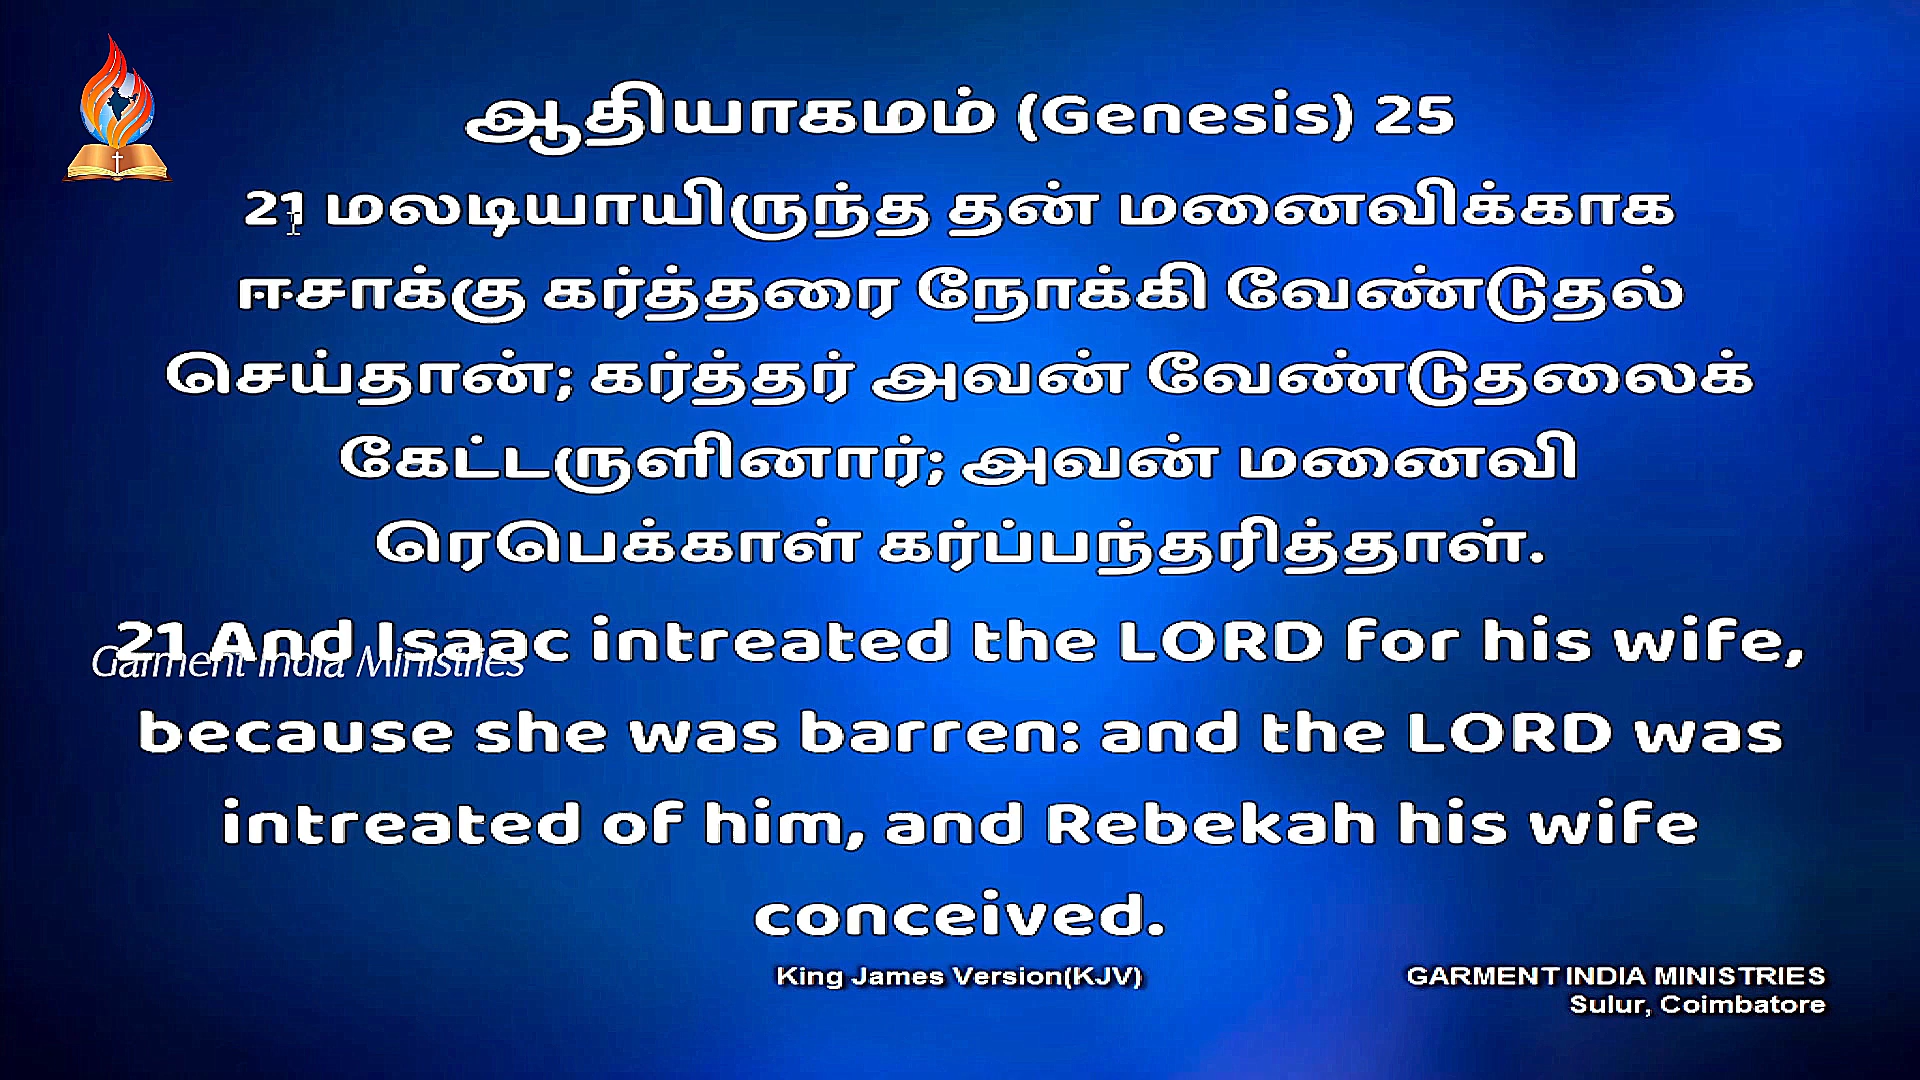 ஆதியாகமம் (Genesis) 25
21 மலடியாயிருந்த தன் மனைவிக்காக
ஈசாக்கு கர்த்தரை நோக்கி வேண்டுதல்
செய்தான்; கர்த்தர் அவன் வேண்டுதலைக்
கேட்டருளினார்; அவன் மனைவி
ரெபெக்காள் கர்ப்பந்தரித்தாள்.
21 And Isaac intreated the LORD for his wife,
Garment India Ministries
because she was barren: and the LORD was
intreated of him, and Rebekah his wife
conceived.
King James Version(KJV)
GARMENT INDIA MINISTRIES
Sulur, Coimbatore